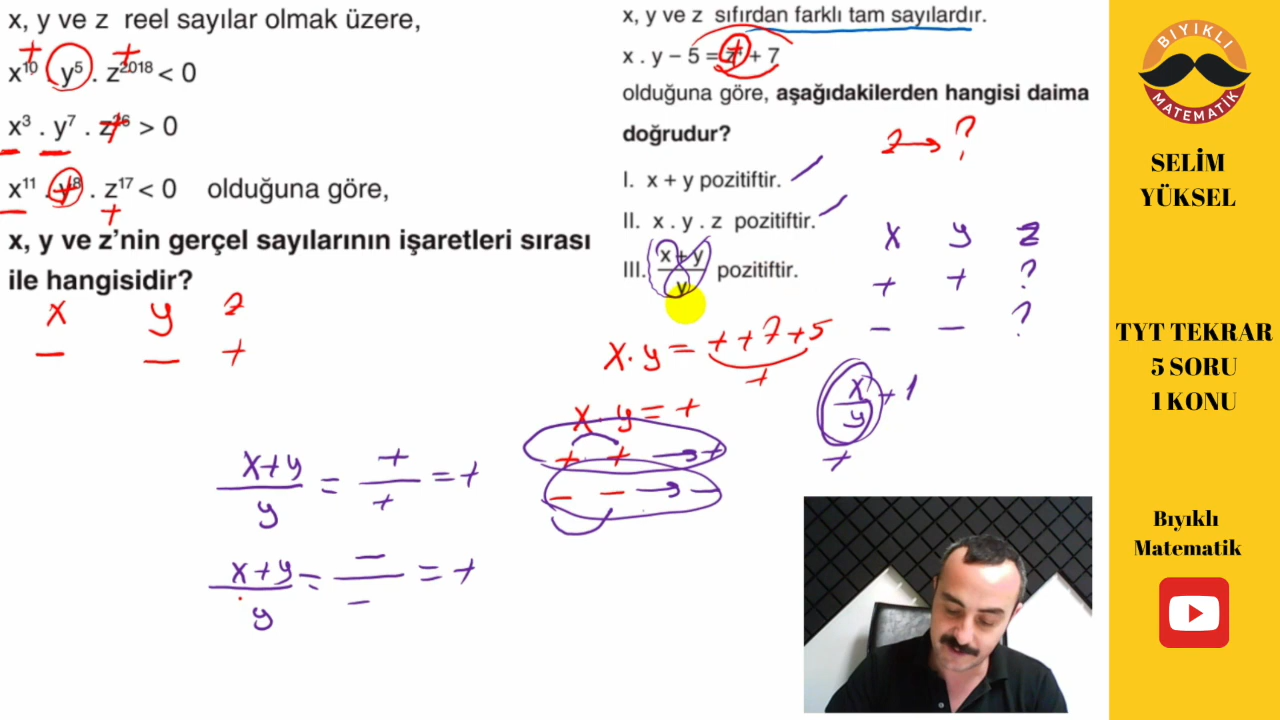 x, y ve z reel sayılar olmak üzere,
x¹⁰ . y⁵ . z²⁰¹⁸ < 0
x³ . y⁷ . z¹⁶ > 0
x¹¹ . y⁸ . z¹⁷ < 0 olduğuna göre,
x, y ve z'nin gerçel sayılarının işaretleri sırası
ile hangisidir?
x y z
− − +
x+y/y = +/+ = +
x+y/y = −/− = +
x, y ve z sıfırdan farklı tam sayılardır.
x . y – 5 = z⁴ + 7
olduğuna göre, aşağıdakilerden hangisi daima
doğrudur?
I. x + y pozitiftir.
II. x . y . z pozitiftir.
III. x + y/y pozitiftir.
z → ?
x y z
+ + ?
− − ?
x . y = + + 7 + 5
+
x . y = +
+ + → +
− − → −
x/y + 1
+
BIYIKLI
MATEMATİK
SELİM
YÜKSEL
TYT TEKRAR
5 SORU
1 KONU
Bıyıklı
Matematik